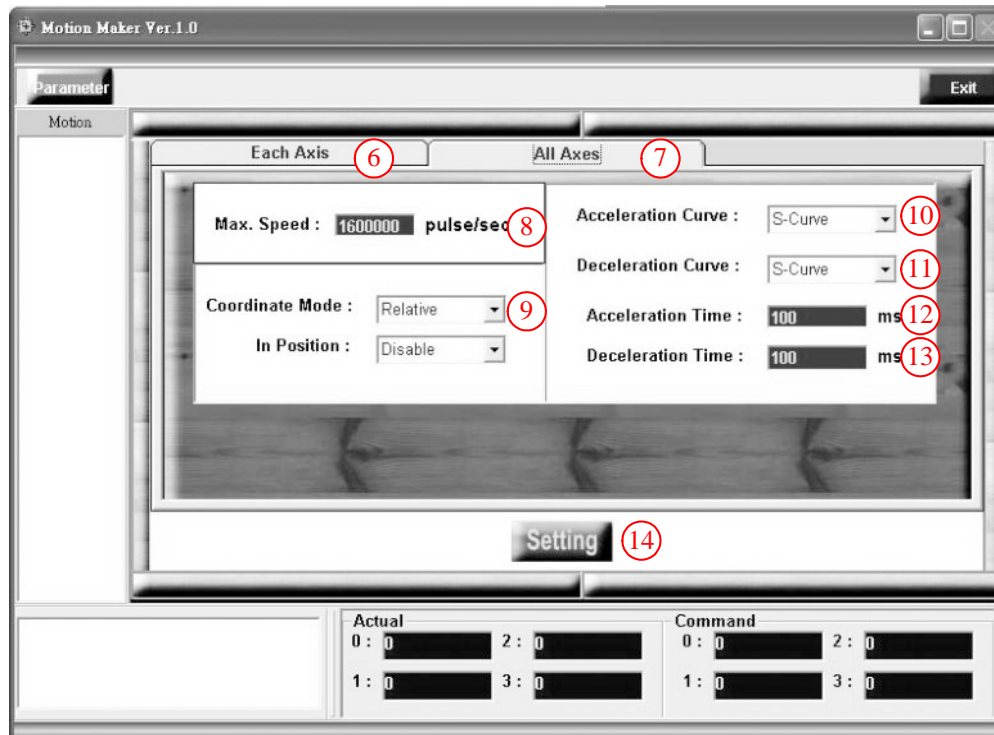 Motion Maker Ver.1.0
Parameter
Exit
Motion
Each Axis 6
All Axes 7
Max. Speed : 1600000 pulse/sec 8
Coordinate Mode : Relative 9
In Position : Disable
Acceleration Curve : S-Curve 10
Deceleration Curve : S-Curve 11
Acceleration Time : 100 ms 12
Deceleration Time : 100 ms 13
Setting 14
Actual
0 : 0 2 : 0
1 : 0 3 : 0
Command
0 : 0 2 : 0
1 : 0 3 : 0